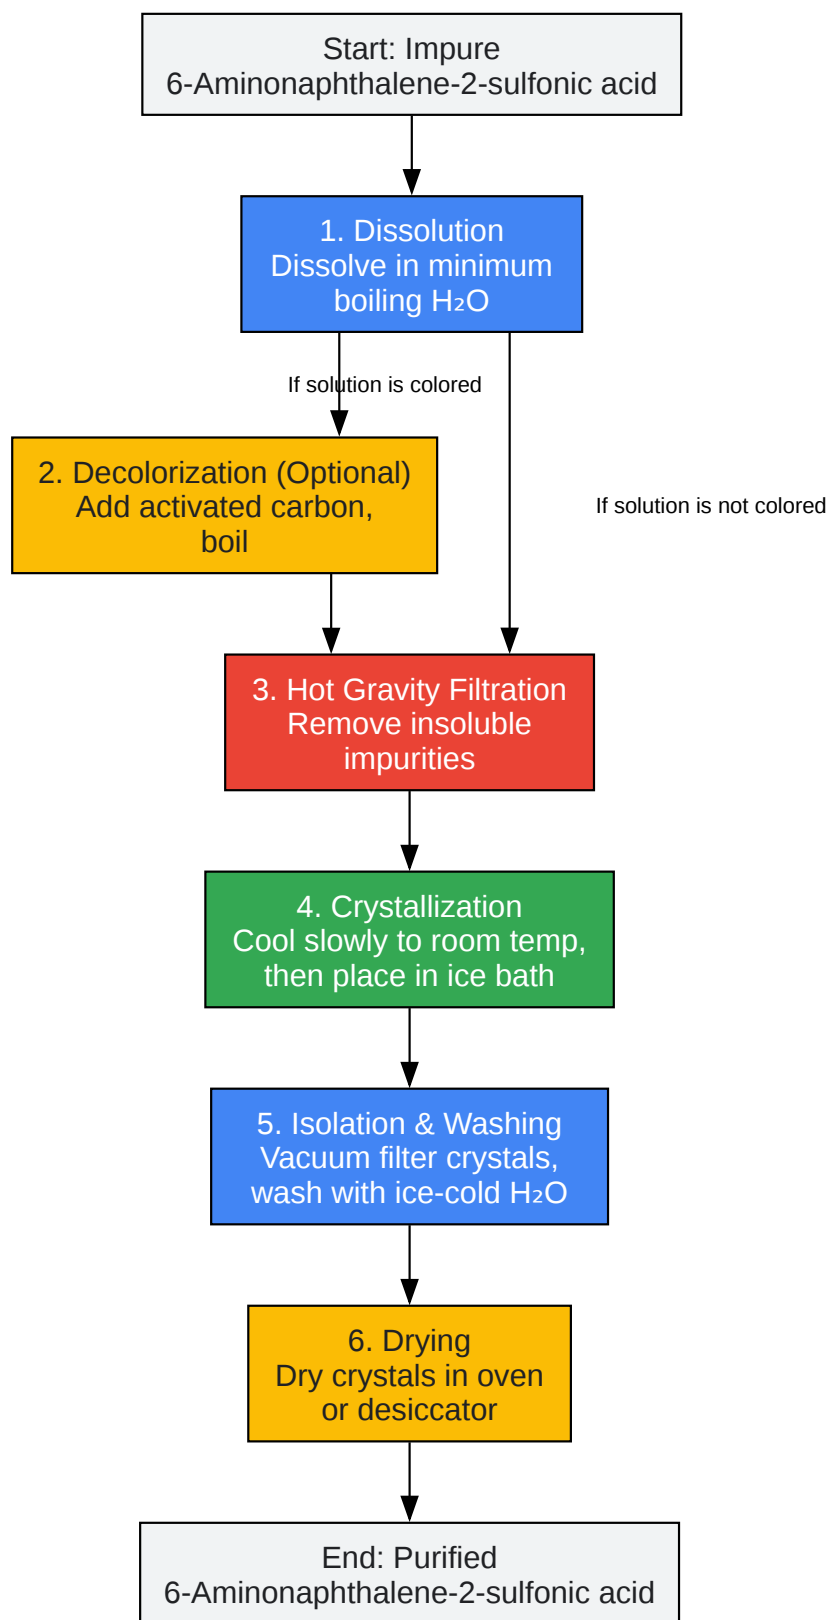 Start: Impure
6-Aminonaphthalene-2-sulfonic acid
1. Dissolution
Dissolve in minimum
boiling H₂O
If solution is colored
2. Decolorization (Optional)
Add activated carbon,
boil
If solution is not colored
3. Hot Gravity Filtration
Remove insoluble
impurities
4. Crystallization
Cool slowly to room temp,
then place in ice bath
5. Isolation & Washing
Vacuum filter crystals,
wash with ice-cold H₂O
6. Drying
Dry crystals in oven
or desiccator
End: Purified
6-Aminonaphthalene-2-sulfonic acid